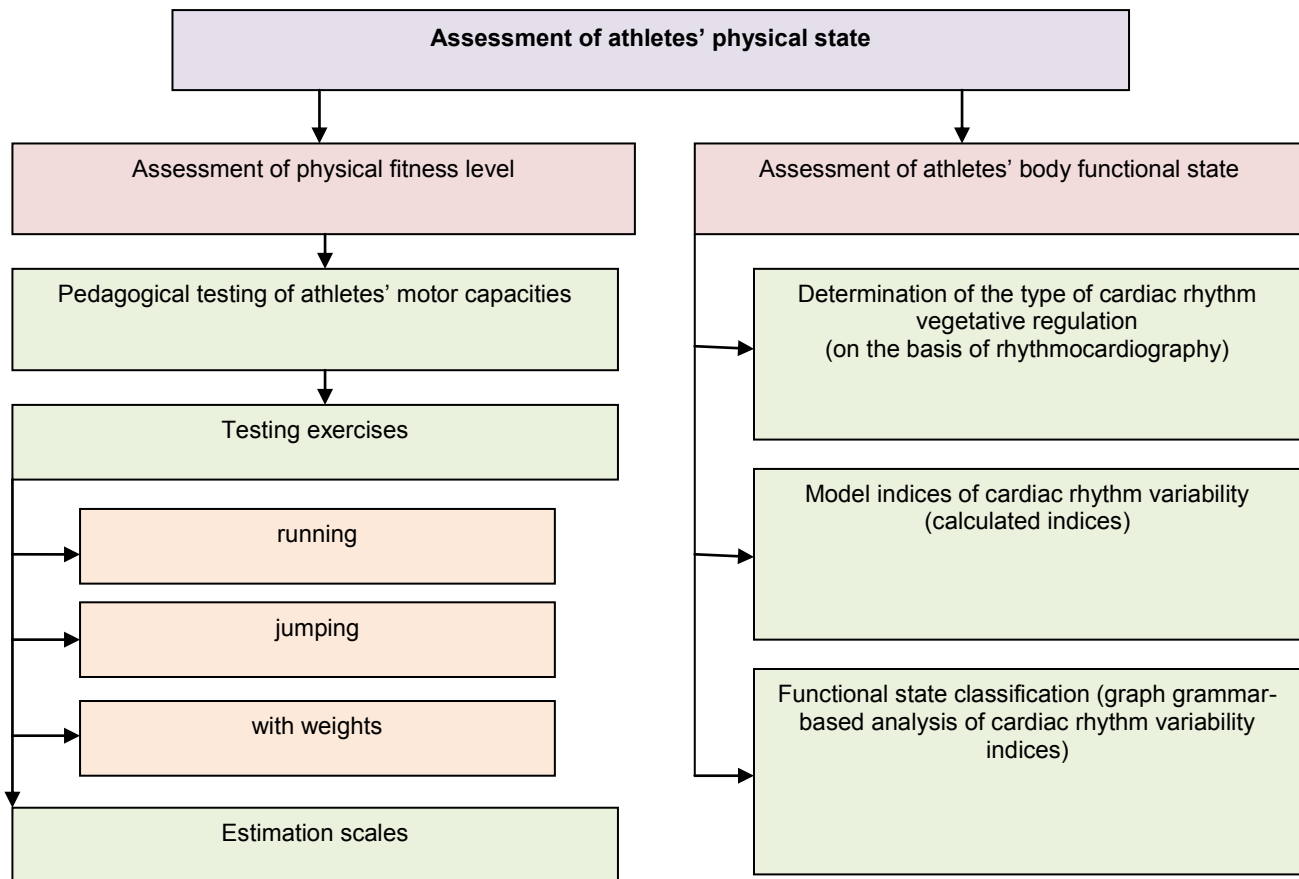 Assessment of athletes’ physical state
Assessment of physical fitness level
Pedagogical testing of athletes’ motor capacities
Testing exercises
running
jumping
with weights
Estimation scales
Assessment of athletes’ body functional state
Determination of the type of cardiac rhythm
vegetative regulation
(on the basis of rhythmocardiography)
Model indices of cardiac rhythm variability
(calculated indices)
Functional state classification (graph grammar-
based analysis of cardiac rhythm variability
indices)